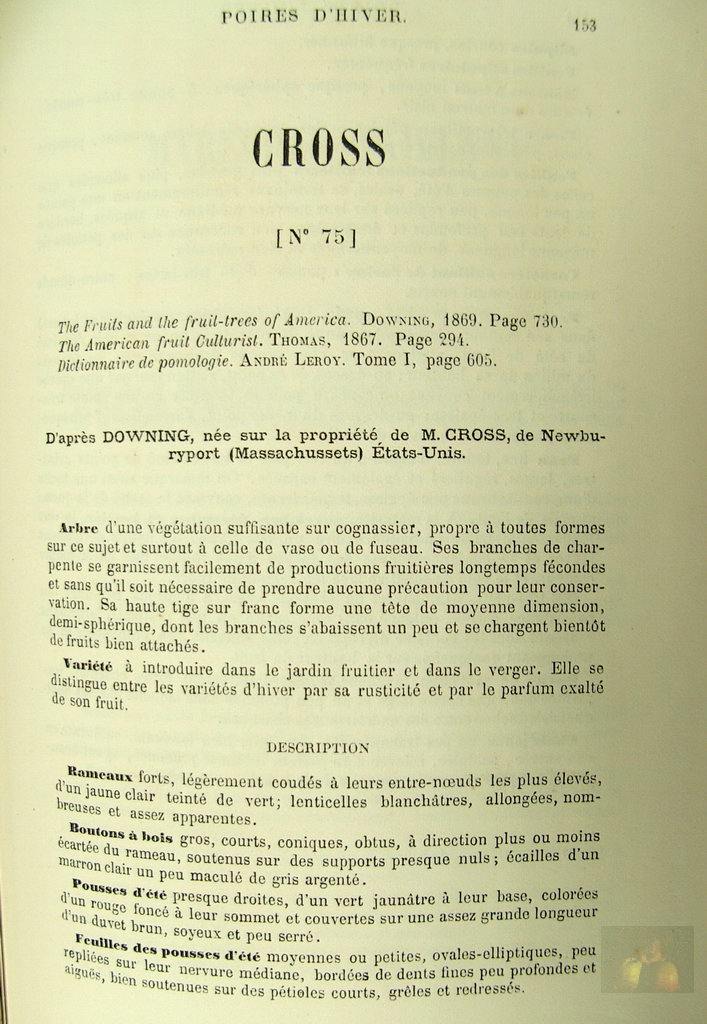 POIRES D'HIVER.
153
CROSS
[N° 75]
The Fruits and the fruit-trees of America. DOWNING, 1869. Page 730.
The American fruit Culturist. THOMAS, 1867. Page 294.
Dictionnaire de pomologie. ANDRÉ LEROY. Tome I, page 605.
D'après DOWNING, née sur la propriété de M. CROSS, de Newbu-
ryport (Massachussets) États-Unis.
Arbre d'une végétation suffisante sur cognassier, propre à toutes formes
sur ce sujet et surtout à celle de vase ou de fuseau. Ses branches de char-
pente se garnissent facilement de productions fruitières longtemps fécondes
et sans qu'il soit nécessaire de prendre aucune précaution pour leur conser-
vation. Sa haute tige sur franc forme une tête de moyenne dimension,
demi-sphérique, dont les branches s'abaissent un peu et se chargent bientôt
de fruits bien attachés.
Variété à introduire dans le jardin fruitier et dans le verger. Elle se
distingue entre les variétés d'hiver par sa rusticité et par le parfum exalté
de son fruit.
DESCRIPTION
Rameaux forts, légèrement coudés à leurs entre-nœuds les plus élevés,
d'un jaune clair teinté de vert; lenticelles blanchâtres, allongées, nom-
breuses et assez apparentes.
Boutons à bois gros, courts, coniques, obtus, à direction plus ou moins
écartée du rameau, soutenus sur des supports presque nuls; écailles d'un
marron clair un peu maculé de gris argenté.
Pousses d'été presque droites, d'un vert jaunâtre à leur base, colorées
d'un rouge foncé à leur sommet et couvertes sur une assez grande longueur
d'un duvet brun, soyeux et peu serré.
Feuilles des pousses d'été moyennes ou petites, ovales-elliptiques, peu
repliées sur leur nervure médiane, bordées de dents fines peu profondes et
aiguës, bien soutenues sur des pétioles courts, grêles et redressés.